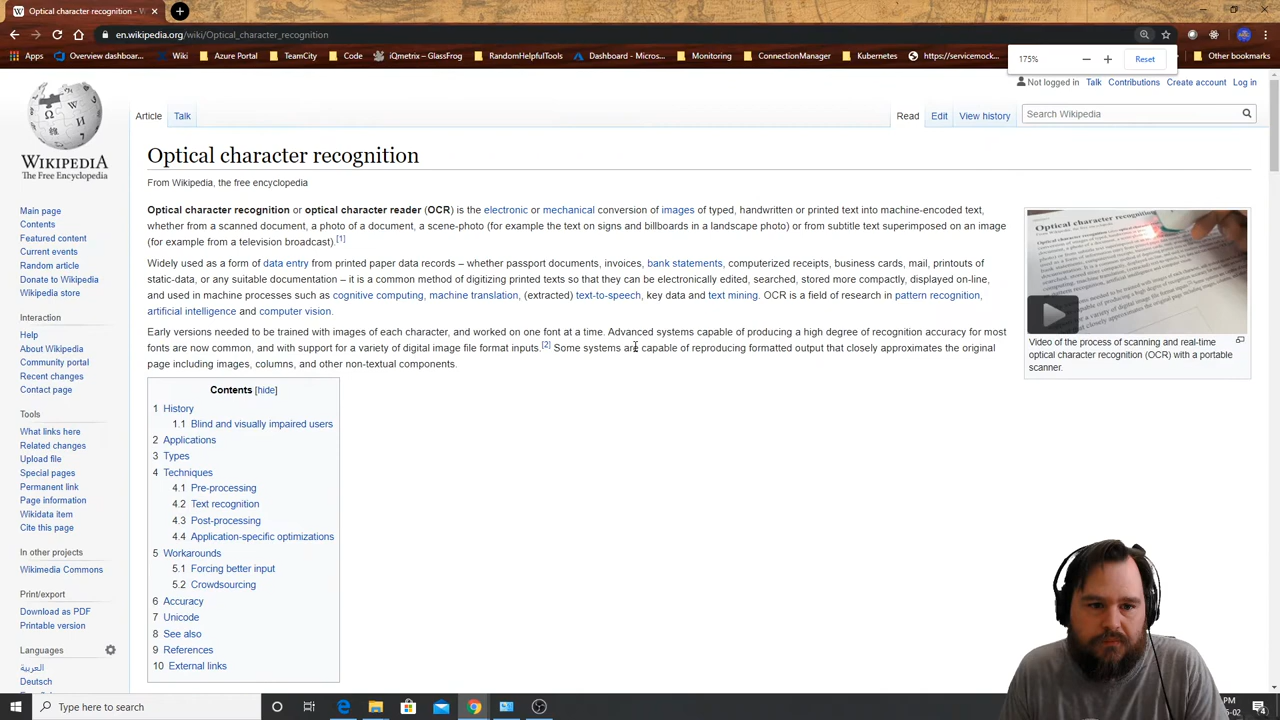 Optical character recognition -
en.wikipedia.org/wiki/Optical_character_recognition
Apps
Overview dashboar...
Wiki
Azure Portal
TeamCity
Code
iQmetrix – GlassFrog
RandomHelpfulTools
Dashboard - Micros...
Monitoring
ConnectionManager
Kubernetes
https://servicemock...
Other bookmarks
175%
Reset
Not logged in Talk Contributions Create account Log in
Article Talk
Read Edit View history
Search Wikipedia
WIKIPEDIA
The Free Encyclopedia
Main page
Contents
Featured content
Current events
Random article
Donate to Wikipedia
Wikipedia store
Interaction
Help
About Wikipedia
Community portal
Recent changes
Contact page
Tools
What links here
Related changes
Upload file
Special pages
Permanent link
Page information
Wikidata item
Cite this page
In other projects
Wikimedia Commons
Print/export
Download as PDF
Printable version
Languages
العربية
Deutsch
Optical character recognition
From Wikipedia, the free encyclopedia
Optical character recognition or optical character reader (OCR) is the electronic or mechanical conversion of images of typed, handwritten or printed text into machine-encoded text,
whether from a scanned document, a photo of a document, a scene-photo (for example the text on signs and billboards in a landscape photo) or from subtitle text superimposed on an image
(for example from a television broadcast).[1]
Widely used as a form of data entry from printed paper data records – whether passport documents, invoices, bank statements, computerized receipts, business cards, mail, printouts of
static-data, or any suitable documentation – it is a common method of digitizing printed texts so that they can be electronically edited, searched, stored more compactly, displayed on-line,
and used in machine processes such as cognitive computing, machine translation, (extracted) text-to-speech, key data and text mining. OCR is a field of research in pattern recognition,
artificial intelligence and computer vision.
Early versions needed to be trained with images of each character, and worked on one font at a time. Advanced systems capable of producing a high degree of recognition accuracy for most
fonts are now common, and with support for a variety of digital image file format inputs.[2] Some systems are capable of reproducing formatted output that closely approximates the original
page including images, columns, and other non-textual components.
Contents [hide]
1 History
1.1 Blind and visually impaired users
2 Applications
3 Types
4 Techniques
4.1 Pre-processing
4.2 Text recognition
4.3 Post-processing
4.4 Application-specific optimizations
5 Workarounds
5.1 Forcing better input
5.2 Crowdsourcing
6 Accuracy
7 Unicode
8 See also
9 References
10 External links
Video of the process of scanning and real-time
optical character recognition (OCR) with a portable
scanner.
Type here to search
PM
-02
4